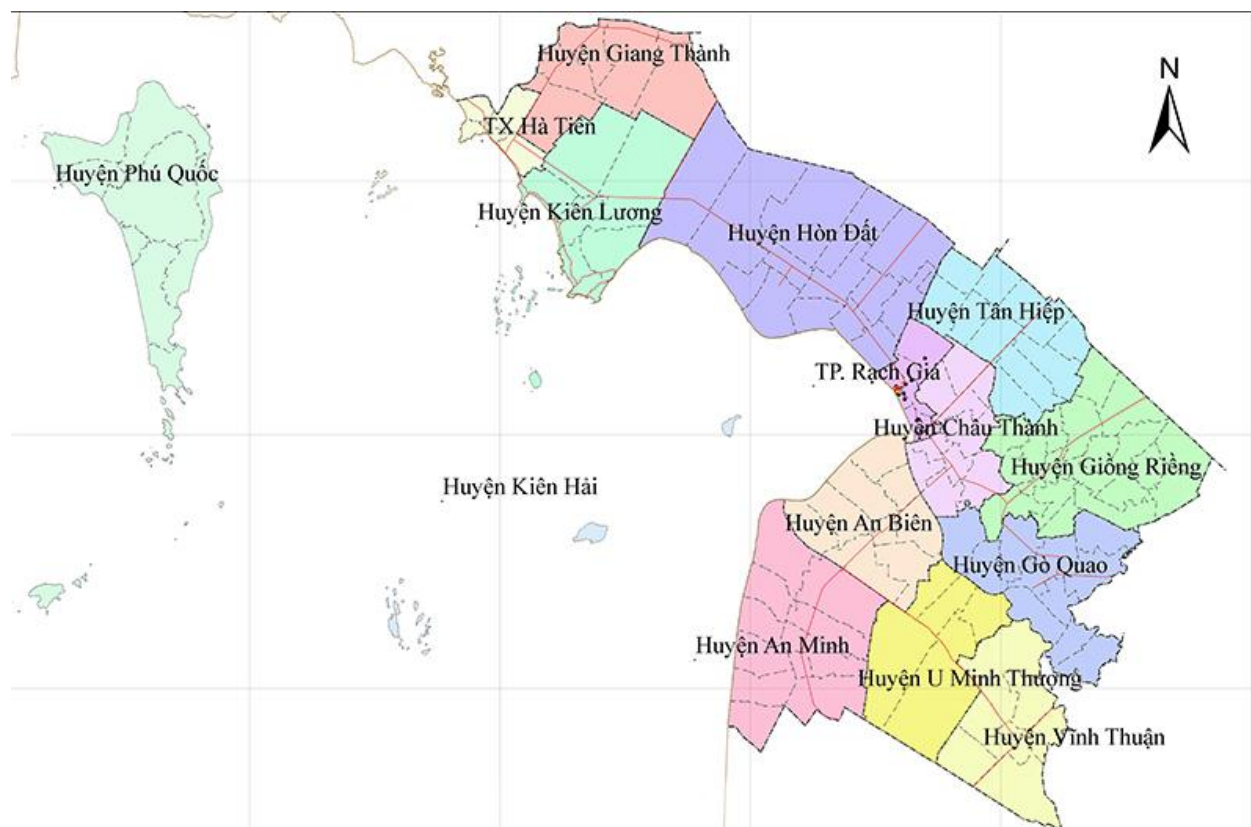 N
Huyện Giang Thành
TX Hà Tiên
Huyện Phú Quốc
Huyện Kiên Lương
Huyện Hòn Đất
Huyện Tân Hiệp
TP. Rạch Giá
Huyện Châu Thành
Huyện Giồng Riềng
Huyện Kiên Hải
Huyện An Biên
Huyện Gò Quao
Huyện An Minh
Huyện U Minh Thượng
Huyện Vĩnh Thuận